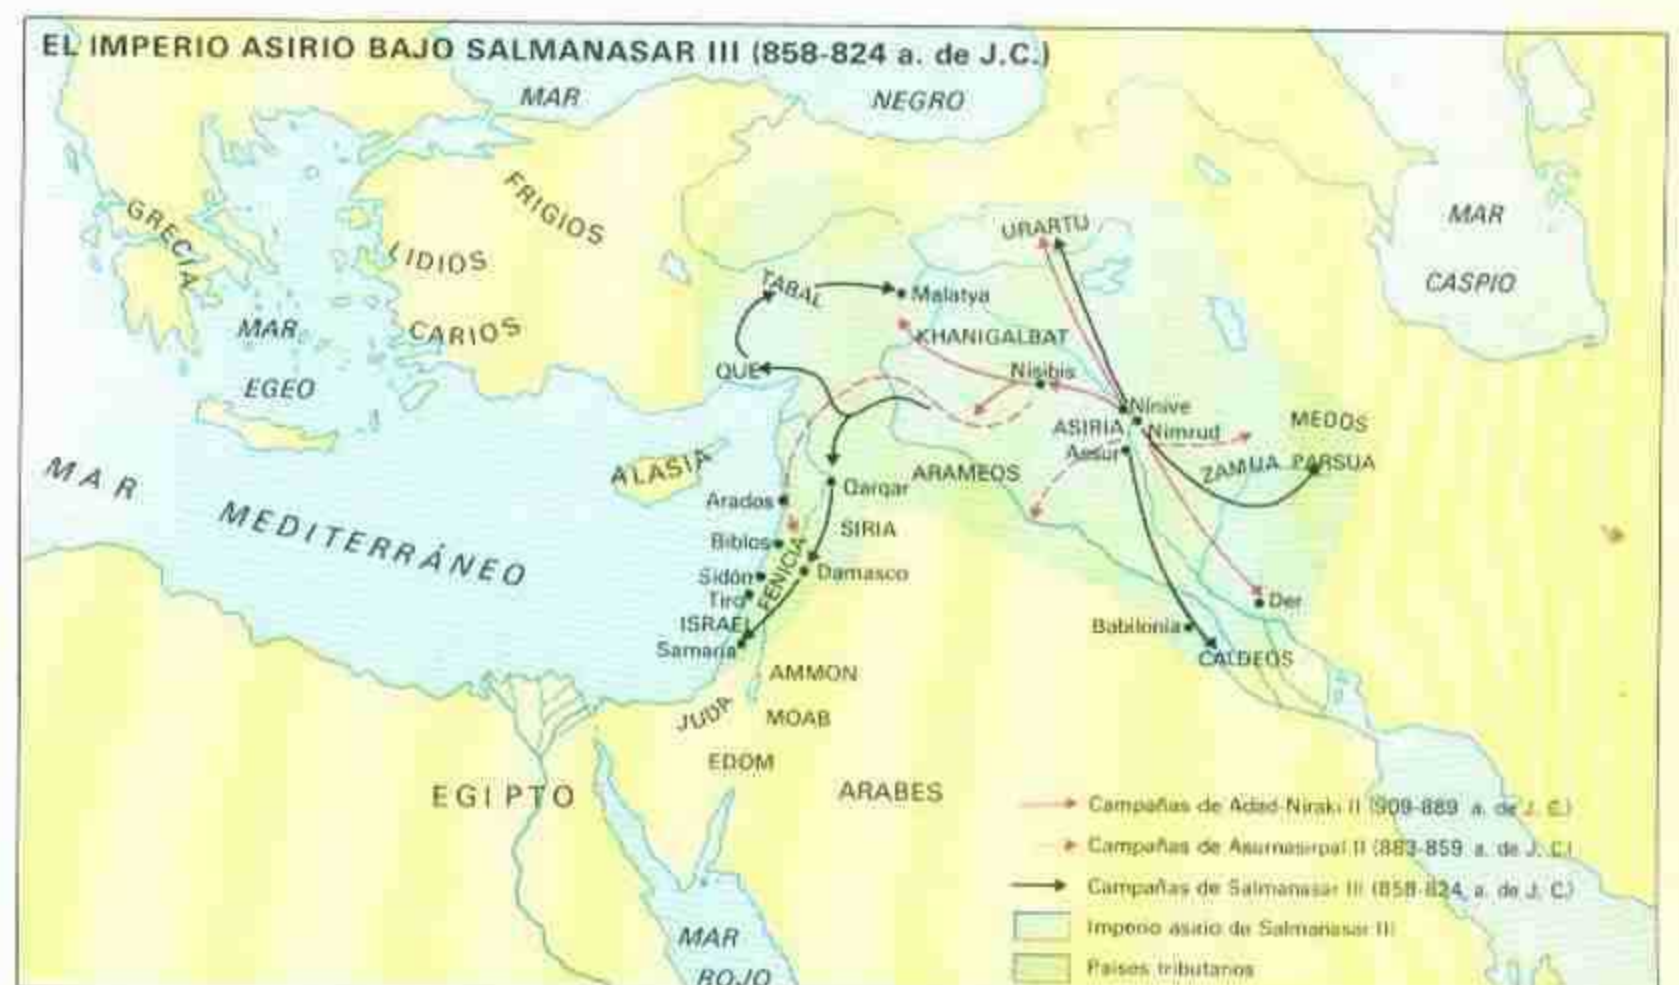 EL IMPERIO ASIRIO BAJO SALMANASAR III (858-824 a. de J.C.)
MAR NEGRO
GRECIA
FRIGIOS
LIDIOS
CARIOS
MAR
EGEO
MAR
CASPIO
URARTU
TABAL
Malatya
KHANIGALBAT
QUE
Nisibis
Nínive
ASIRIA
Nimrud
Assur
MEDOS
ZAMUA PARSUA
ALASIA
ARAMEOS
MAR
MEDITERRÁNEO
Arados
Qarqar
SIRIA
Biblos
FENICIA
Sidón
Damasco
Tiro
ISRAEL
Samaria
Der
Babilonia
CALDEOS
AMMON
JUDA
MOAB
EDOM
EGIPTO
ARABES
MAR
ROJO
Campañas de Adad-Niraki II (909-889 a. de J. C.)
Campañas de Asurnasirpal II (883-859 a. de J. C.)
Campañas de Salmanasar III (858-824, a. de J. C.)
Imperio asirio de Salmanasar III
Países tributarios